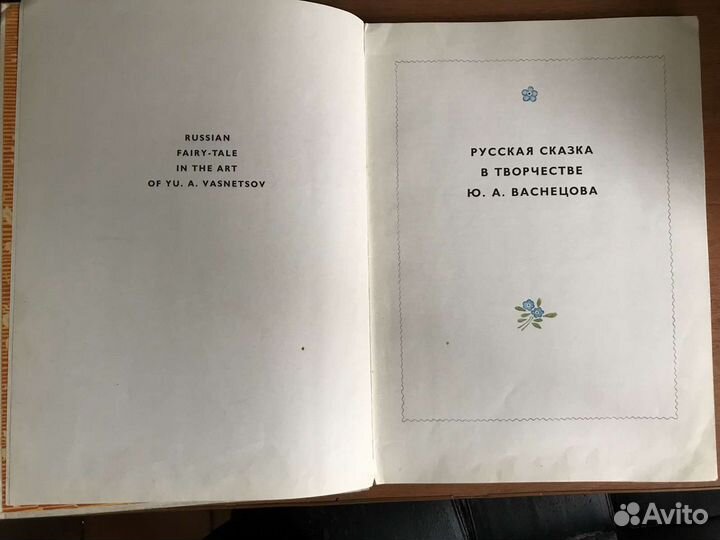 RUSSIAN
FAIRY-TALE
IN THE ART
OF YU. A. VASNETSOV
РУССКАЯ СКАЗКА
В ТВОРЧЕСТВЕ
Ю. А. ВАСНЕЦОВА
Avito